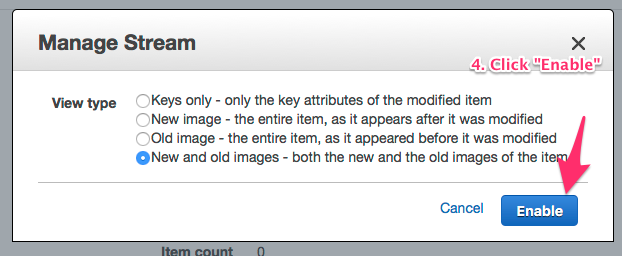 Manage Stream
4. Click "Enable"
View type
Keys only - only the key attributes of the modified item
New image - the entire item, as it appears after it was modified
Old image - the entire item, as it appeared before it was modified
New and old images - both the new and the old images of the item
Cancel
Enable
Item count 0